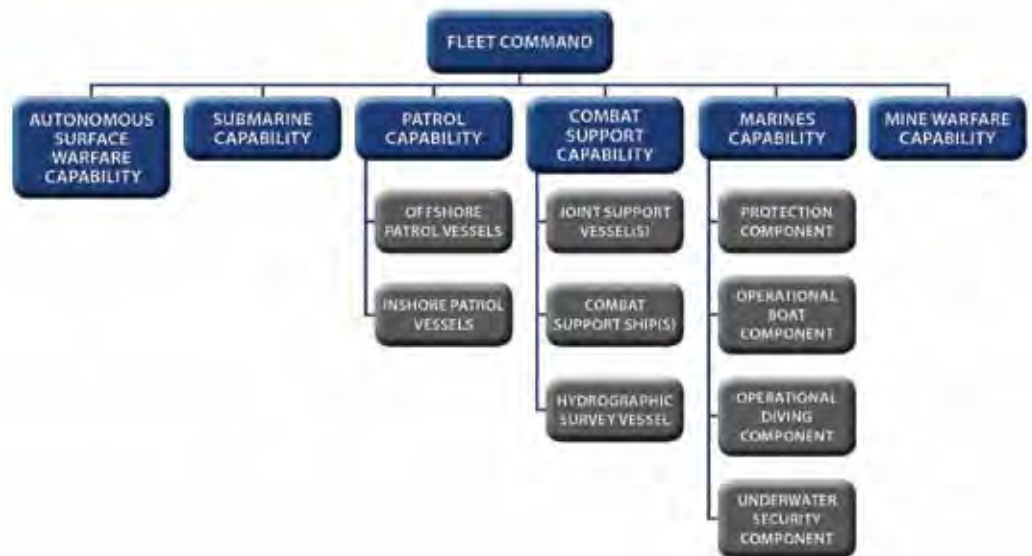 FLEET COMMAND
AUTONOMOUS
SURFACE
WARFARE
CAPABILITY
SUBMARINE
CAPABILITY
PATROL
CAPABILITY
COMBAT
SUPPORT
CAPABILITY
MARINES
CAPABILITY
MINE WARFARE
CAPABILITY
OFFSHORE
PATROL VESSELS
INSHORE PATROL
VESSELS
JOINT SUPPORT
VESSEL(S)
COMBAT
SUPPORT SHIP(S)
HYDROGRAPHIC
SURVEY VESSEL
PROTECTION
COMPONENT
OPERATIONAL
BOAT
COMPONENT
OPERATIONAL
DIVING
COMPONENT
UNDERWATER
SECURITY
COMPONENT